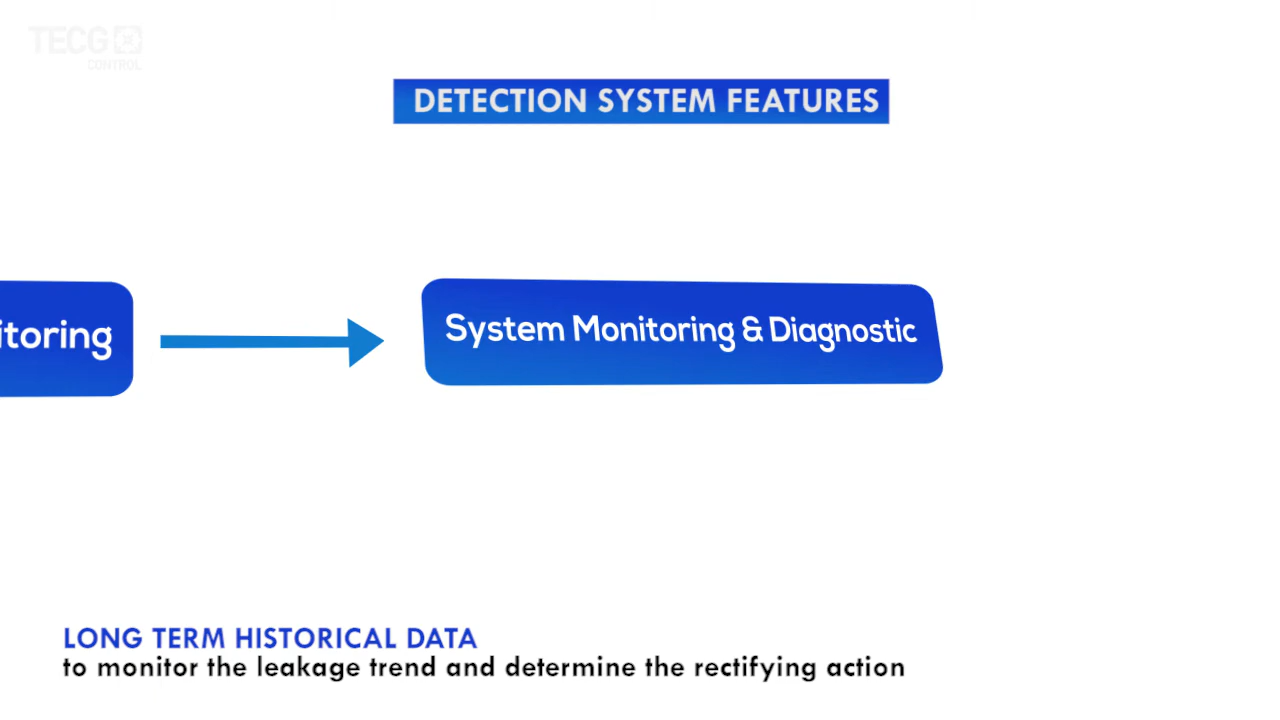 TECG
CONTROL
DETECTION SYSTEM FEATURES
itoring
System Monitoring & Diagnostic
LONG TERM HISTORICAL DATA
to monitor the leakage trend and determine the rectifying action